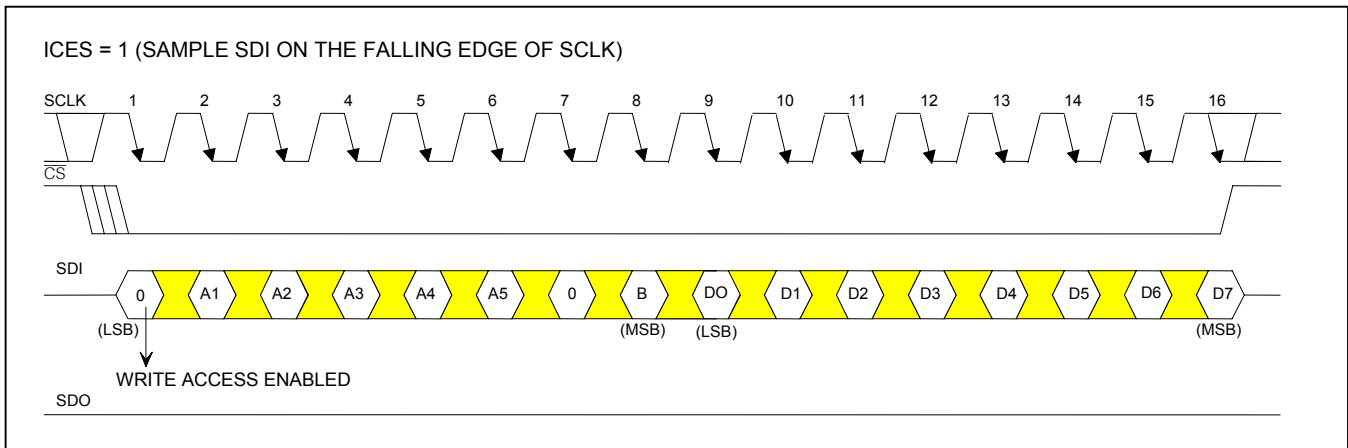 ICES = 1 (SAMPLE SDI ON THE FALLING EDGE OF SCLK)
SCLK 1 2 3 4 5 6 7 8 9 10 11 12 13 14 15 16
CS
SDI
0 A1 A2 A3 A4 A5 0 B DO D1 D2 D3 D4 D5 D6 D7
(LSB) (MSB) (LSB) (MSB)
WRITE ACCESS ENABLED
SDO